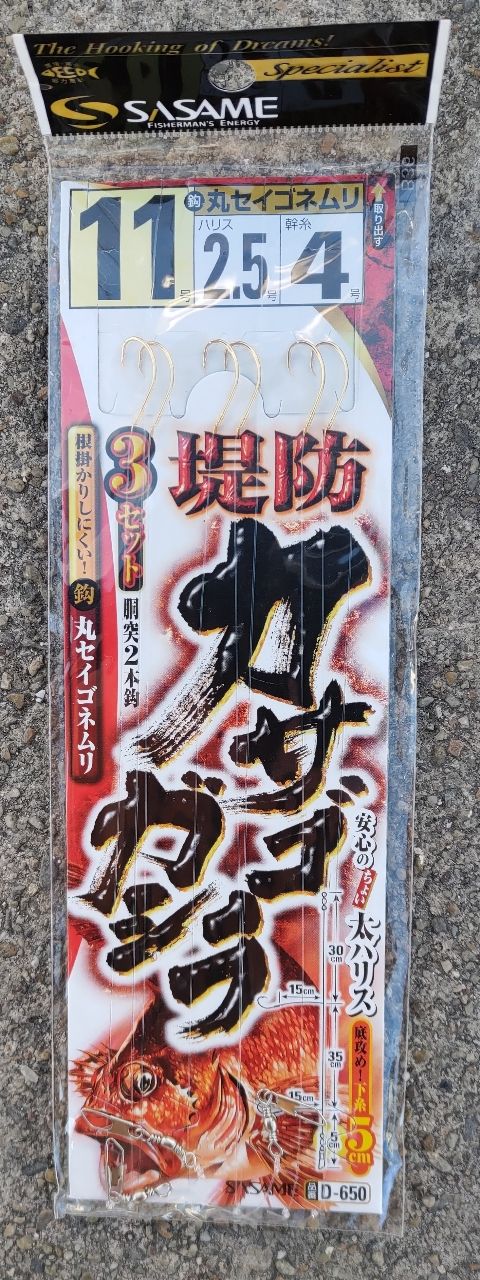 The Hooking of Dreams!
Specialist
SASAME
FISHERMAN'S ENERGY
鈎 丸セイゴネムリ
11号
ハリス 2.5号
幹糸 4号
取り出す
堤防
カサゴ
ガシラ
3セット
胴突2本鈎
根掛かりしにくい!
鈎 丸セイゴネムリ
安心のちょい太ハリス
底攻め!下糸5cm
30cm
15cm
35cm
15cm
5cm
SASAME
品番 D-650